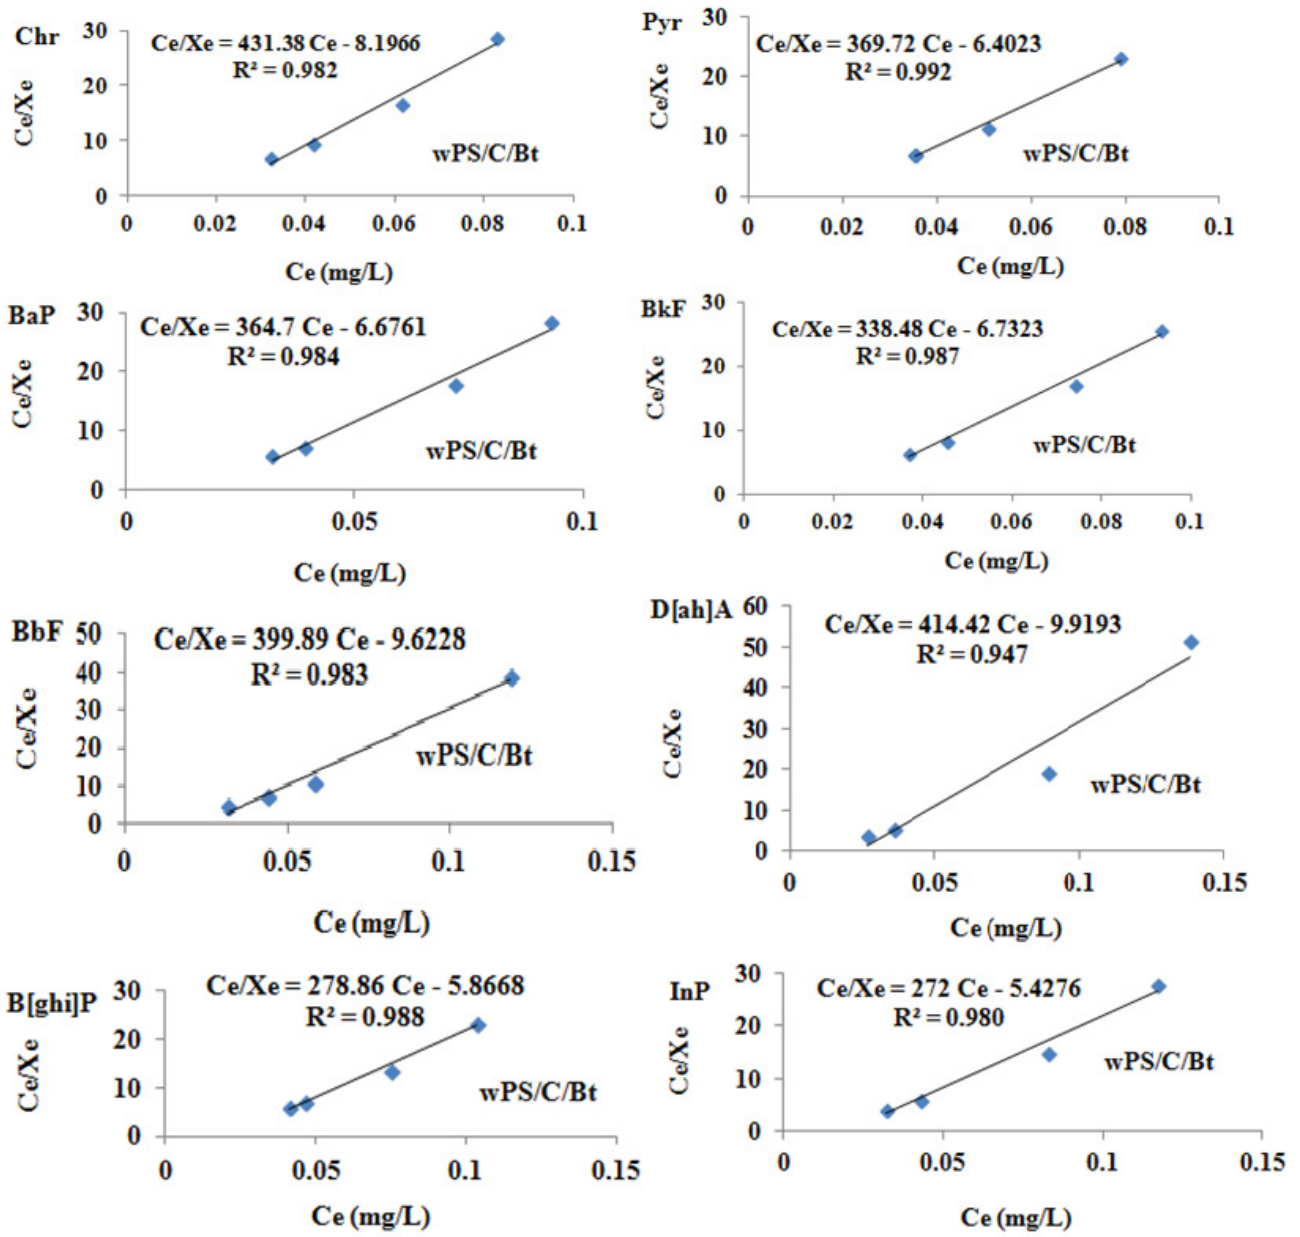 Chr
Ce/Xe = 431.38 Ce - 8.1966
R² = 0.982
Ce/Xe
30
20
10
0
wPS/C/Bt
0 0.02 0.04 0.06 0.08 0.1
Ce (mg/L)
Pyr
Ce/Xe = 369.72 Ce - 6.4023
R² = 0.992
Ce/Xe
30
20
10
0
wPS/C/Bt
0 0.02 0.04 0.06 0.08 0.1
Ce (mg/L)
BaP
Ce/Xe = 364.7 Ce - 6.6761
R² = 0.984
Ce/Xe
30
20
10
0
wPS/C/Bt
0 0.05 0.1
Ce (mg/L)
BkF
Ce/Xe = 338.48 Ce - 6.7323
R² = 0.987
Ce/Xe
30
20
10
0
wPS/C/Bt
0 0.02 0.04 0.06 0.08 0.1
Ce (mg/L)
BbF
Ce/Xe = 399.89 Ce - 9.6228
R² = 0.983
Ce/Xe
50
40
30
20
10
0
wPS/C/Bt
0 0.05 0.1 0.15
Ce (mg/L)
D[ah]A
Ce/Xe = 414.42 Ce - 9.9193
R² = 0.947
Ce/Xe
60
50
40
30
20
10
0
wPS/C/Bt
0 0.05 0.1 0.15
Ce (mg/L)
B[ghi]P
Ce/Xe = 278.86 Ce - 5.8668
R² = 0.988
Ce/Xe
30
20
10
0
wPS/C/Bt
0 0.05 0.1 0.15
Ce (mg/L)
InP
Ce/Xe = 272 Ce - 5.4276
R² = 0.980
Ce/Xe
30
20
10
0
wPS/C/Bt
0 0.05 0.1 0.15
Ce (mg/L)